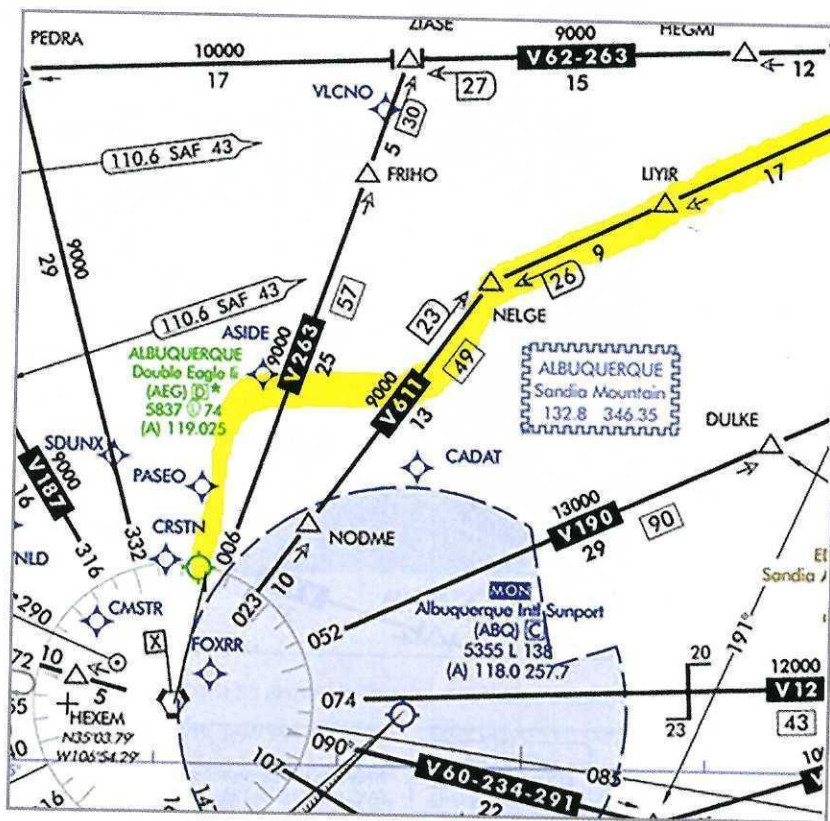 PEDRA
10000
17
ZIASE
9000
V62-263
15
HEGMI
12
27
VLCNO
30
5
110.6 SAF 43
FRIHO
LIYIR
17
9
9000
29
57
26
23
NELGE
110.6 SAF 43
ASIDE
9000
V263
25
49
ALBUQUERQUE
Double Eagle II
(AEG) D *
5837 L 74
(A) 119.025
9000
V611
13
ALBUQUERQUE
Sandia Mountain
132.8 346.35
DULKE
SDUNX
9000
V187
16
PASEO
CADAT
13000
V190
29
90
CRSTN
006
NODME
332
316
10
023
NLD
290
CMSTR
MON
Albuquerque Intl Sunport
(ABQ) C
5355 L 138
(A) 118.0 257.7
052
Sandia A
191°
X
FOXRR
72
10
5
074
20
12000
V12
23
43
55
HEXEM
N35°03.79'
W106°54.29'
090°
085
107
V60-234-291
22
16